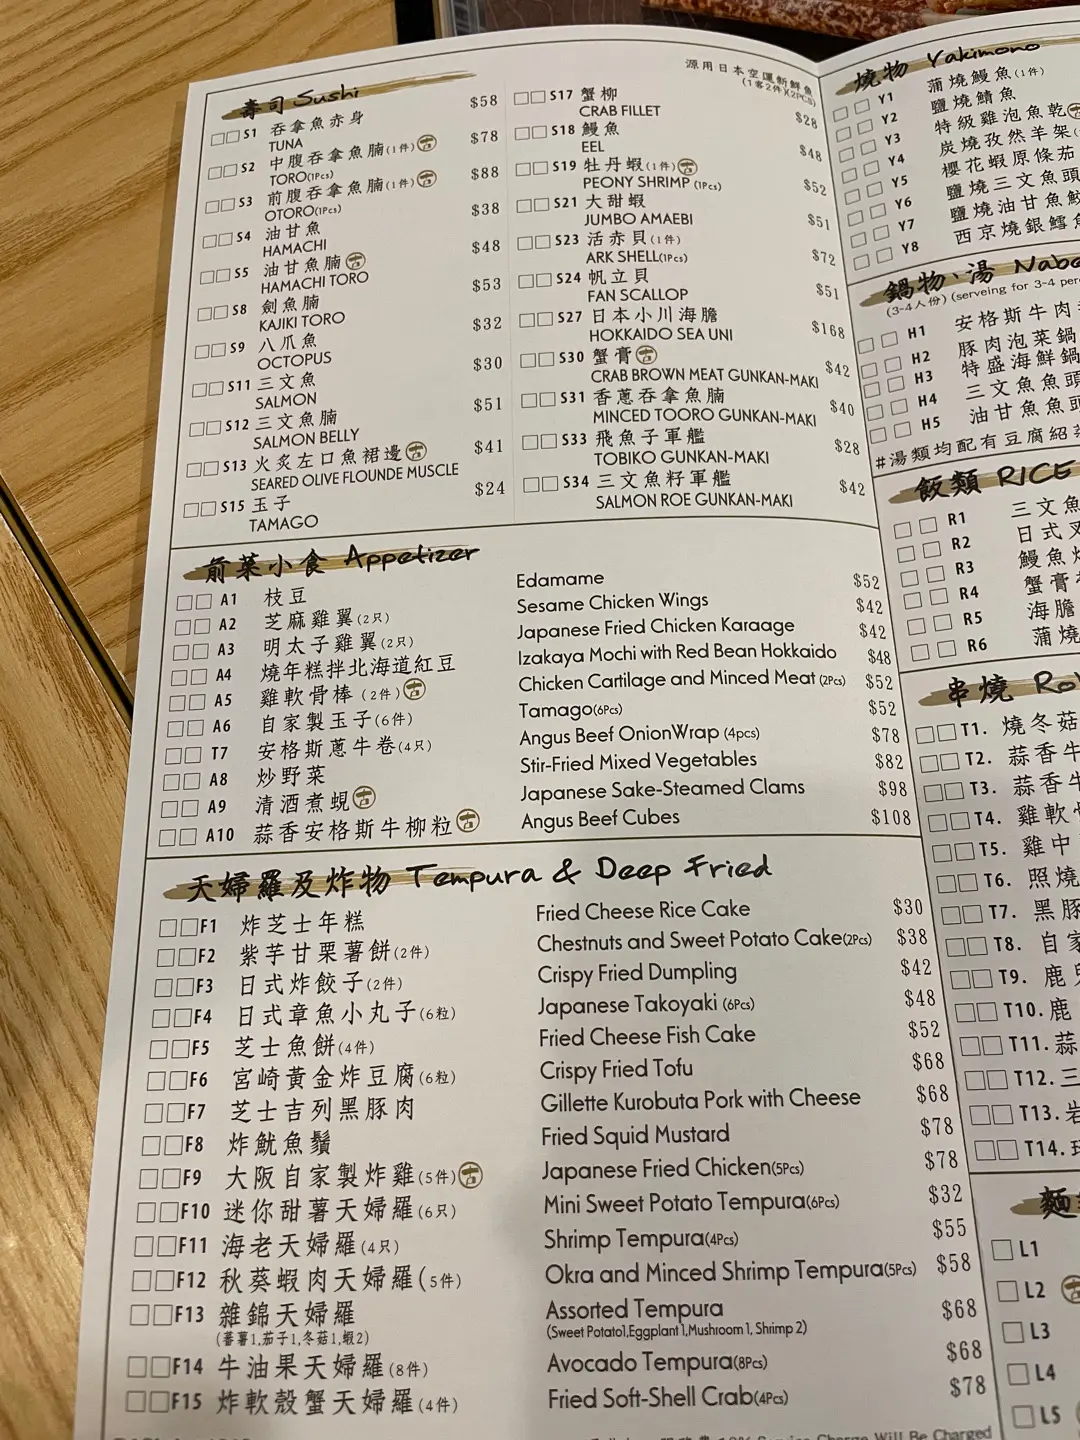 壽司 Sushi
源用日本空運新鮮魚
(1客2件)(2PCS)
S1 吞拿魚赤身 $58
TUNA
S2 中腹吞拿魚腩(1件) 吉 $78
TORO(1Pcs)
S3 前腹吞拿魚腩(1件) 吉 $88
OTORO(1Pcs)
S4 油甘魚 $38
HAMACHI
S5 油甘魚腩 吉 $48
HAMACHI TORO
S8 劍魚腩 $53
KAJIKI TORO
S9 八爪魚 $32
OCTOPUS
S11 三文魚 $30
SALMON
S12 三文魚腩 $51
SALMON BELLY
S13 火炙左口魚裙邊 吉 $41
SEARED OLIVE FLOUNDE MUSCLE
S15 玉子 $24
TAMAGO
S17 蟹柳 $28
CRAB FILLET
S18 鰻魚 $48
EEL
S19 牡丹蝦(1件) 吉 $52
PEONY SHRIMP (1Pcs)
S21 大甜蝦 $51
JUMBO AMAEBI
S23 活赤貝(1件) $72
ARK SHELL(1Pcs)
S24 帆立貝 $51
FAN SCALLOP
S27 日本小川海膽 $168
HOKKAIDO SEA UNI
S30 蟹膏 吉 $42
CRAB BROWN MEAT GUNKAN-MAKI
S31 香蔥吞拿魚腩 $40
MINCED TOORO GUNKAN-MAKI
S33 飛魚子軍艦 $28
TOBIKO GUNKAN-MAKI
S34 三文魚籽軍艦 $42
SALMON ROE GUNKAN-MAKI
前菜小食 Appetizer
A1 枝豆 Edamame $52
A2 芝麻雞翼(2只) Sesame Chicken Wings $42
A3 明太子雞翼(2只) Japanese Fried Chicken Karaage $42
A4 燒年糕拌北海道紅豆 Izakaya Mochi with Red Bean Hokkaido $48
A5 雞軟骨棒(2件) 吉 Chicken Cartilage and Minced Meat (2Pcs) $52
A6 自家製玉子(6件) Tamago(6Pcs) $52
T7 安格斯蔥牛卷(4只) Angus Beef OnionWrap (4pcs) $78
A8 炒野菜 Stir-Fried Mixed Vegetables $82
A9 清酒煮蜆 吉 Japanese Sake-Steamed Clams $98
A10 蒜香安格斯牛柳粒 吉 Angus Beef Cubes $108
天婦羅及炸物 Tempura & Deep Fried
F1 炸芝士年糕 Fried Cheese Rice Cake $30
F2 紫芋甘栗薯餅(2件) Chestnuts and Sweet Potato Cake(2Pcs) $38
F3 日式炸餃子(2件) Crispy Fried Dumpling $42
F4 日式章魚小丸子(6粒) Japanese Takoyaki (6Pcs) $48
F5 芝士魚餅(4件) Fried Cheese Fish Cake $52
F6 宮崎黃金炸豆腐(6粒) Crispy Fried Tofu $68
F7 芝士吉列黑豚肉 Gillette Kurobuta Pork with Cheese $68
F8 炸魷魚鬚 Fried Squid Mustard $78
F9 大阪自家製炸雞(5件) 吉 Japanese Fried Chicken(5Pcs) $78
F10 迷你甜薯天婦羅(6只) Mini Sweet Potato Tempura(6Pcs) $32
F11 海老天婦羅(4只) Shrimp Tempura(4Pcs) $55
F12 秋葵蝦肉天婦羅(5件) Okra and Minced Shrimp Tempura(5Pcs) $58
F13 雜錦天婦羅 Assorted Tempura $68
(蕃薯1,茄子1,冬菇1,蝦2) (Sweet Potato1,Eggplant 1,Mushroom 1, Shrimp 2)
F14 牛油果天婦羅(8件) Avocado Tempura(8Pcs) $68
F15 炸軟殼蟹天婦羅(4件) Fried Soft-Shell Crab(4Pcs) $78
10% Service Charge Will Be Charged
燒物 Yakimono
Y1 蒲燒鰻魚(1件)
Y2 鹽燒鯖魚
Y3 特級雞泡魚乾
Y4 炭燒孜然羊架
Y5 櫻花蝦原條茄
Y6 鹽燒三文魚頭
Y7 鹽燒油甘魚鮫
Y8 西京燒銀鱈魚
鍋物、湯 Nabe
(3-4人份) (serveing for 3-4 per
H1 安格斯牛肉
H2 豚肉泡菜鍋
H3 特盛海鮮鍋
H4 三文魚魚頭
H5 油甘魚魚頭
#湯類均配有豆腐紹菜
飯類 RICE
R1 三文魚
R2 日式叉
R3 鰻魚
R4 蟹膏
R5 海膽
R6 蒲燒
串燒 Ro
T1. 燒冬菇
T2. 蒜香牛
T3. 蒜香牛
T4. 雞軟骨
T5. 雞中
T6. 照燒
T7. 黑豚
T8. 自家
T9. 鹿兒
T10. 鹿
T11. 蒜
T12. 三
T13. 岩
T14.
麵
L1
L2
L3
L4
L5